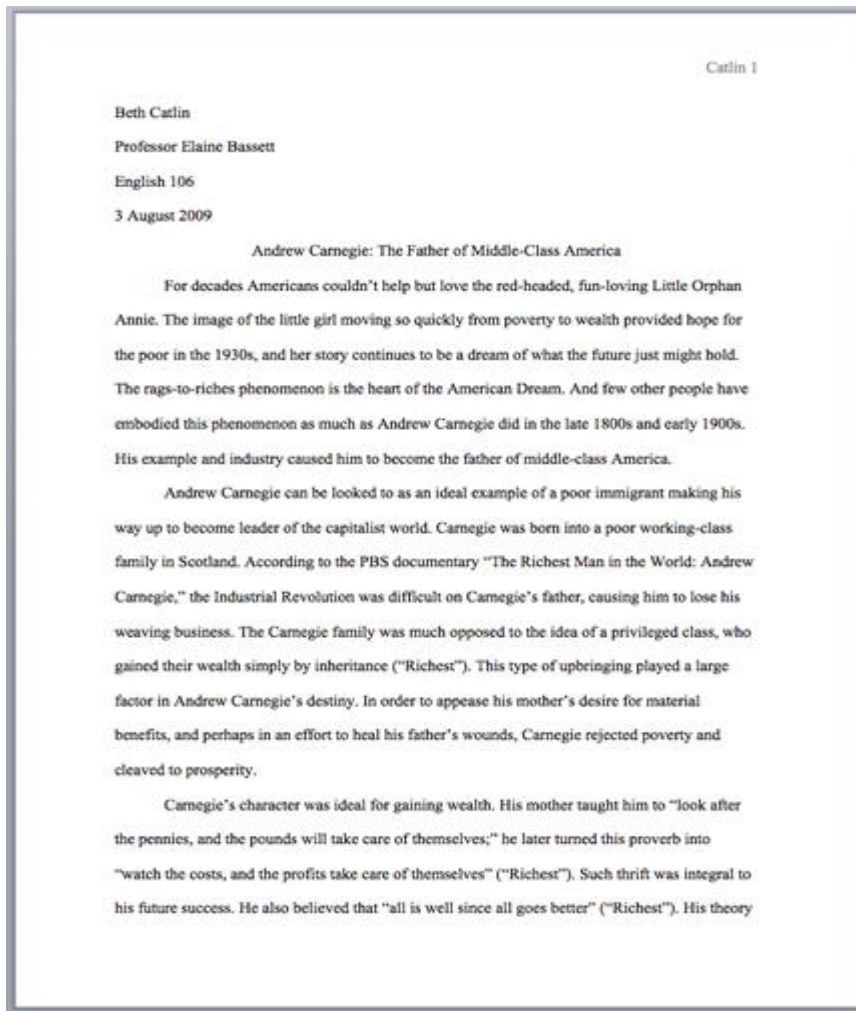 Catlin 1
Beth Catlin
Professor Elaine Bassett
English 106
3 August 2009
Andrew Carnegie: The Father of Middle-Class America
For decades Americans couldn't help but love the red-headed, fun-loving Little Orphan
Annie. The image of the little girl moving so quickly from poverty to wealth provided hope for
the poor in the 1930s, and her story continues to be a dream of what the future just might hold.
The rags-to-riches phenomenon is the heart of the American Dream. And few other people have
embodied this phenomenon as much as Andrew Carnegie did in the late 1800s and early 1900s.
His example and industry caused him to become the father of middle-class America.
Andrew Carnegie can be looked to as an ideal example of a poor immigrant making his
way up to become leader of the capitalist world. Carnegie was born into a poor working-class
family in Scotland. According to the PBS documentary “The Richest Man in the World: Andrew
Carnegie,” the Industrial Revolution was difficult on Carnegie's father, causing him to lose his
weaving business. The Carnegie family was much opposed to the idea of a privileged class, who
gained their wealth simply by inheritance (“Richest”). This type of upbringing played a large
factor in Andrew Carnegie's destiny. In order to appease his mother's desire for material
benefits, and perhaps in an effort to heal his father's wounds, Carnegie rejected poverty and
cleaved to prosperity.
Carnegie's character was ideal for gaining wealth. His mother taught him to “look after
the pennies, and the pounds will take care of themselves;” he later turned this proverb into
“watch the costs, and the profits take care of themselves” (“Richest”). Such thrift was integral to
his future success. He also believed that “all is well since all goes better” (“Richest”). His theory